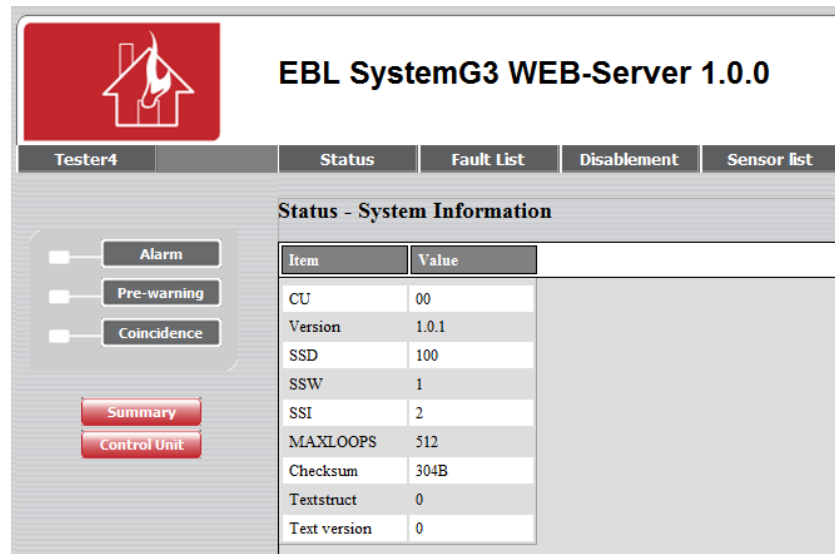 EBL SystemG3 WEB-Server 1.0.0
Tester4 Status Fault List Disablement Sensor list
Status - System Information
Alarm
Pre-warning
Coincidence
Summary
Control Unit
Item Value
CU 00
Version 1.0.1
SSD 100
SSW 1
SSI 2
MAXLOOPS 512
Checksum 304B
Textstruct 0
Text version 0